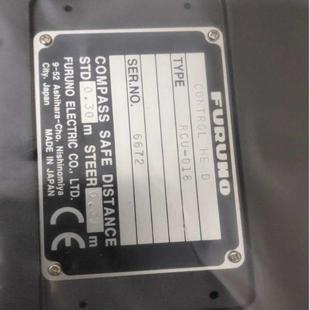 FURUNO
CONTROL HE D
TYPE RCU-018
SER.NO. 6672
COMPASS SAFE DISTANCE
STD 0.30 m STEER m
FURUNO ELECTRIC CO., LTD.
9-52 Ashihara-Cho, Nishinomiya
City, Japan MADE IN JAPAN
CE